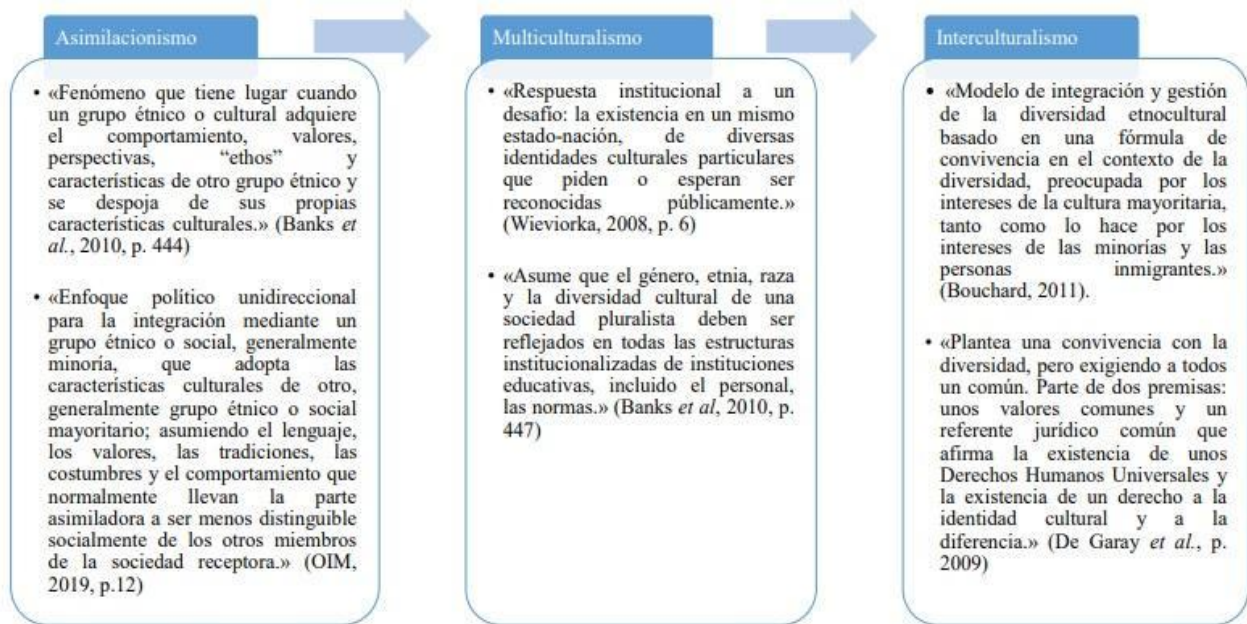 Asimilacionismo
• «Fenómeno que tiene lugar cuando
un grupo étnico o cultural adquiere
el comportamiento, valores,
perspectivas, “ethos” y
características de otro grupo étnico y
se despoja de sus propias
características culturales.» (Banks et
al., 2010, p. 444)
• «Enfoque político unidireccional
para la integración mediante un
grupo étnico o social, generalmente
minoría, que adopta las
características culturales de otro,
generalmente grupo étnico o social
mayoritario; asumiendo el lenguaje,
los valores, las tradiciones, las
costumbres y el comportamiento que
normalmente llevan la parte
asimiladora a ser menos distinguible
socialmente de los otros miembros
de la sociedad receptora.» (OIM,
2019, p.12)
Multiculturalismo
• «Respuesta institucional a un
desafío: la existencia en un mismo
estado-nación, de diversas
identidades culturales particulares
que piden o esperan ser
reconocidas públicamente.»
(Wieviorka, 2008, p. 6)
• «Asume que el género, etnia, raza
y la diversidad cultural de una
sociedad pluralista deben ser
reflejados en todas las estructuras
institucionalizadas de instituciones
educativas, incluido el personal,
las normas.» (Banks et al, 2010, p.
447)
Interculturalismo
• «Modelo de integración y gestión
de la diversidad etnocultural
basado en una fórmula de
convivencia en el contexto de la
diversidad, preocupada por los
intereses de la cultura mayoritaria,
tanto como lo hace por los
intereses de las minorías y las
personas inmigrantes.»
(Bouchard, 2011).
• «Plantea una convivencia con la
diversidad, pero exigiendo a todos
un común. Parte de dos premisas:
unos valores comunes y un
referente jurídico común que
afirma la existencia de unos
Derechos Humanos Universales y
la existencia de un derecho a la
identidad cultural y a la
diferencia.» (De Garay et al., p.
2009)